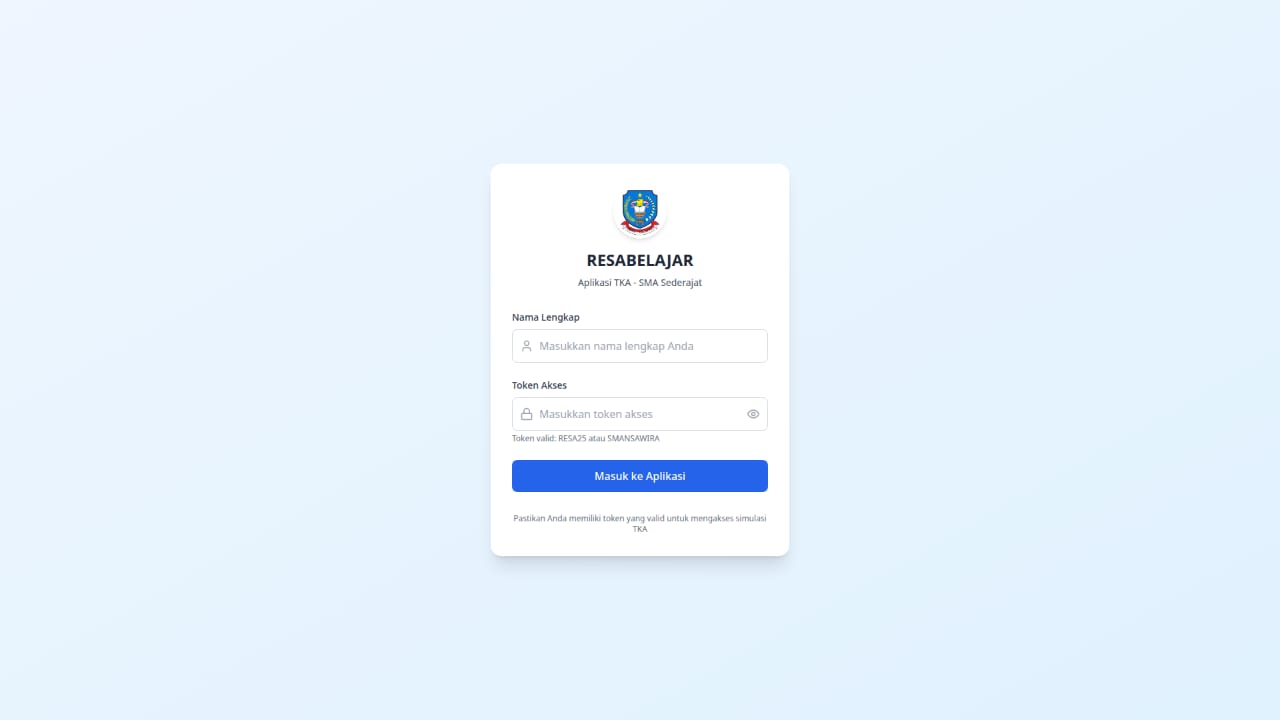 RESABELAJAR
Aplikasi TKA - SMA Sederajat
Nama Lengkap
Masukkan nama lengkap Anda
Token Akses
Masukkan token akses
Token valid: RESA25 atau SMANSAWIRA
Masuk ke Aplikasi
Pastikan Anda memiliki token yang valid untuk mengakses simulasi
TKA